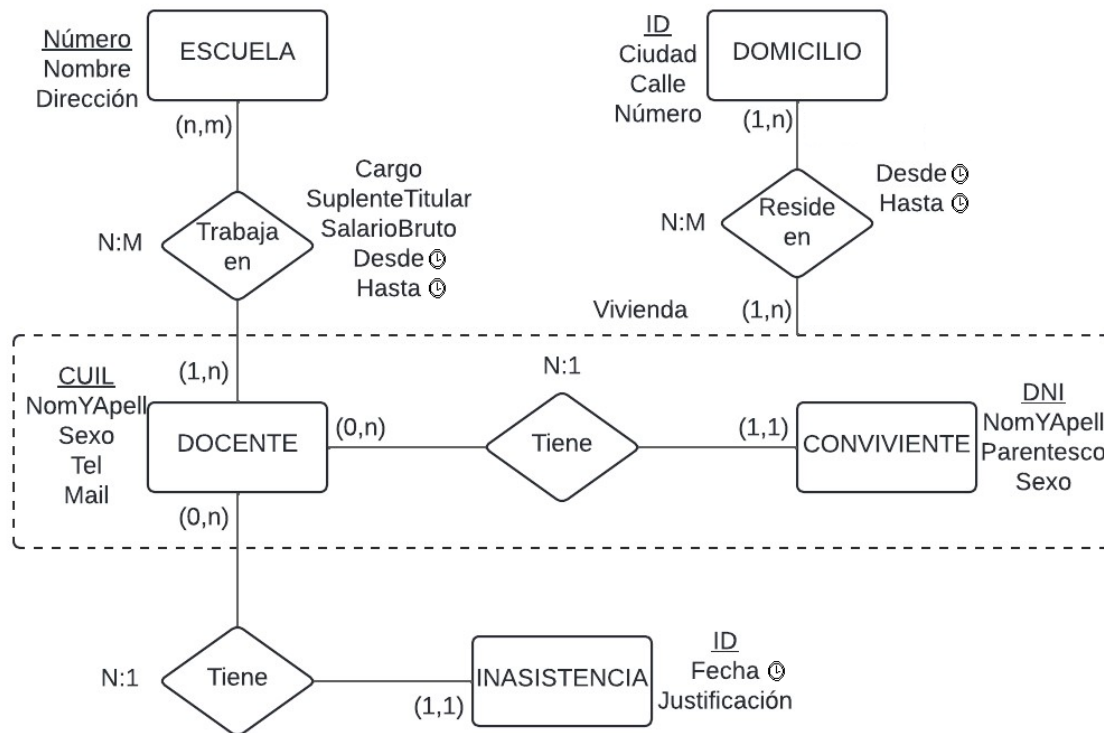 Número
Nombre
Dirección
ESCUELA
ID
Ciudad
Calle
Número
DOMICILIO
(n,m)
(1,n)
Cargo
SuplenteTitular
SalarioBruto
Desde
Hasta
N:M
Trabaja
en
Desde
Hasta
N:M
Reside
en
Vivienda
(1,n)
(1,n)
N:1
CUIL
NomYApell
Sexo
Tel
Mail
DOCENTE
(0,n)
Tiene
(1,1)
CONVIVIENTE
DNI
NomYApell
Parentesco
Sexo
(0,n)
N:1
Tiene
(1,1)
INASISTENCIA
ID
Fecha
Justificación